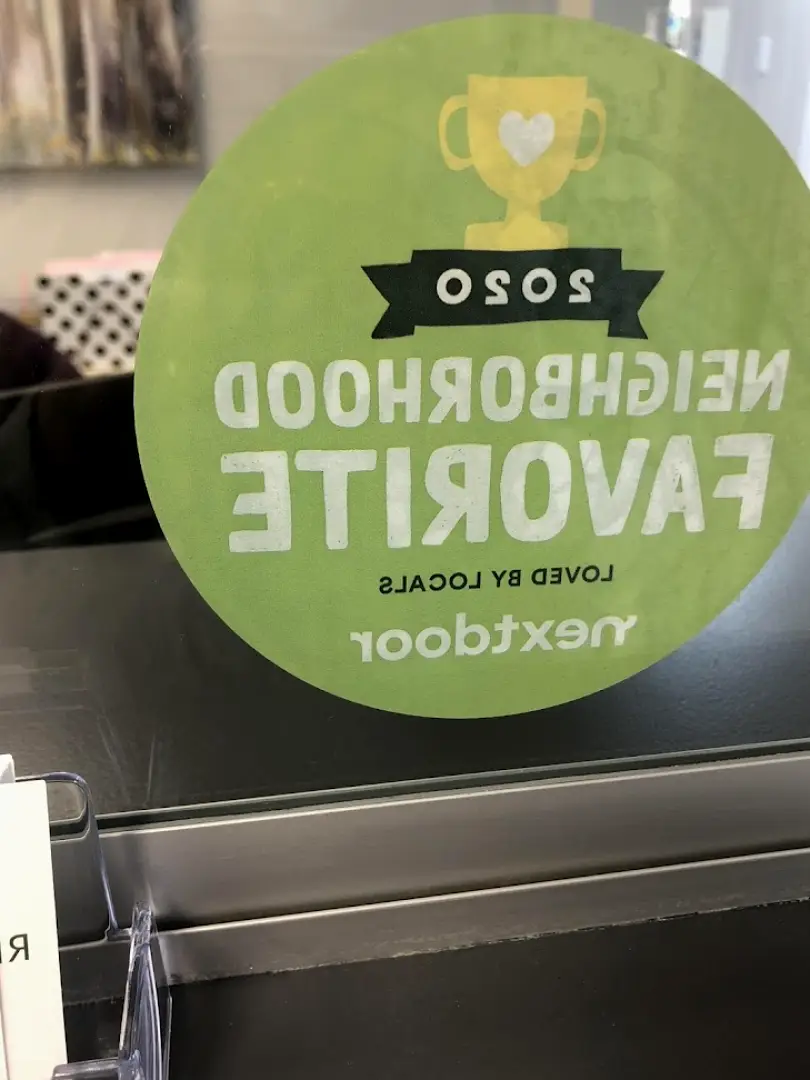 2020
NEIGHBORHOOD
FAVORITE
LOVED BY LOCALS
nextdoor